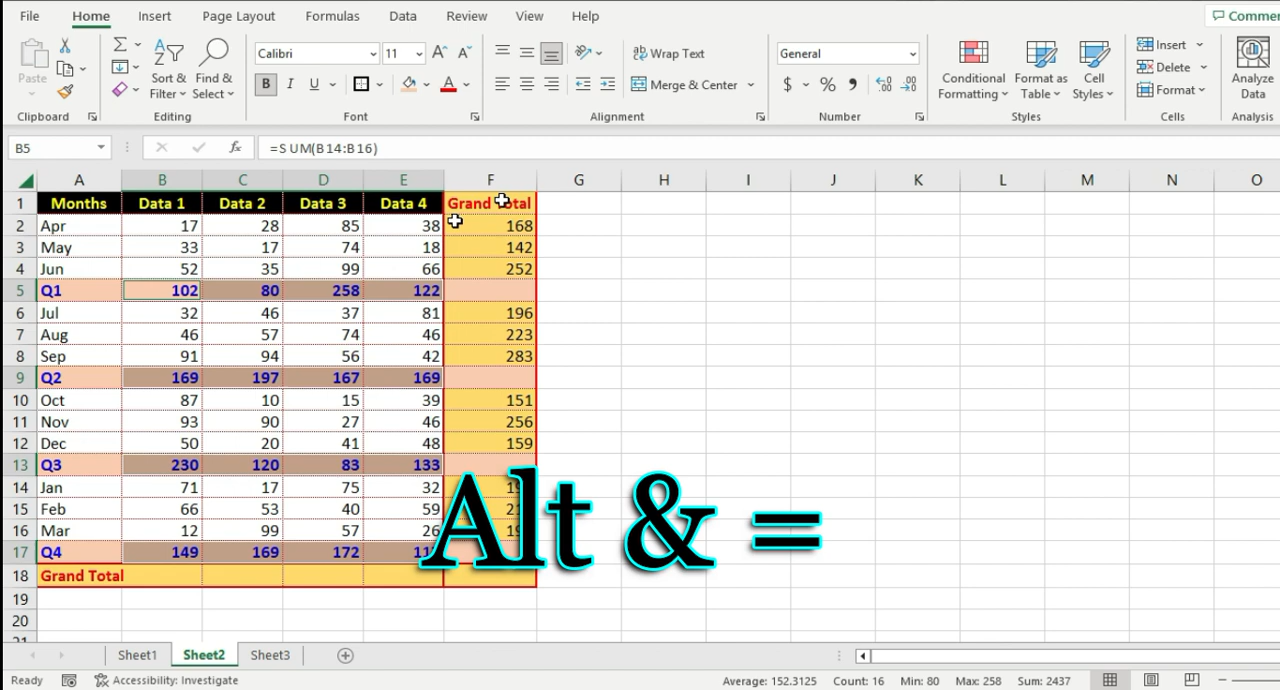 File Home Insert Page Layout Formulas Data Review View Help Comme
Paste Sort & Filter Find & Select Calibri 11 B I U Wrap Text Merge & Center General $ % Conditional Formatting Format as Table Cell Styles Insert Delete Format Analyze Data
Clipboard Editing Font Alignment Number Styles Cells Analysis
B5 fx =SUM(B14:B16)
A B C D E F G H I J K L M N O
1 Months Data 1 Data 2 Data 3 Data 4 Grand Total
2 Apr 17 28 85 38 168
3 May 33 17 74 18 142
4 Jun 52 35 99 66 252
5 Q1 102 80 258 122
6 Jul 32 46 37 81 196
7 Aug 46 57 74 46 223
8 Sep 91 94 56 42 283
9 Q2 169 197 167 169
10 Oct 87 10 15 39 151
11 Nov 93 90 27 46 256
12 Dec 50 20 41 48 159
13 Q3 230 120 83 133
14 Jan 71 17 75 32
15 Feb 66 53 40 59
16 Mar 12 99 57 26
17 Q4 149 169 172
Alt & =
18 Grand Total
19
20
Sheet1 Sheet2 Sheet3
Ready Accessibility: Investigate Average: 152.3125 Count: 16 Min: 80 Max: 258 Sum: 2437